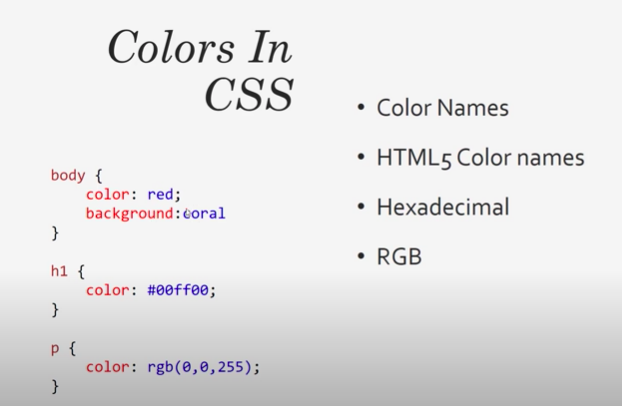 Colors In
CSS
body {
color: red;
background:coral
}
h1 {
color: #00ff00;
}
p {
color: rgb(0,0,255);
}
• Color Names
• HTML5 Color names
• Hexadecimal
• RGB